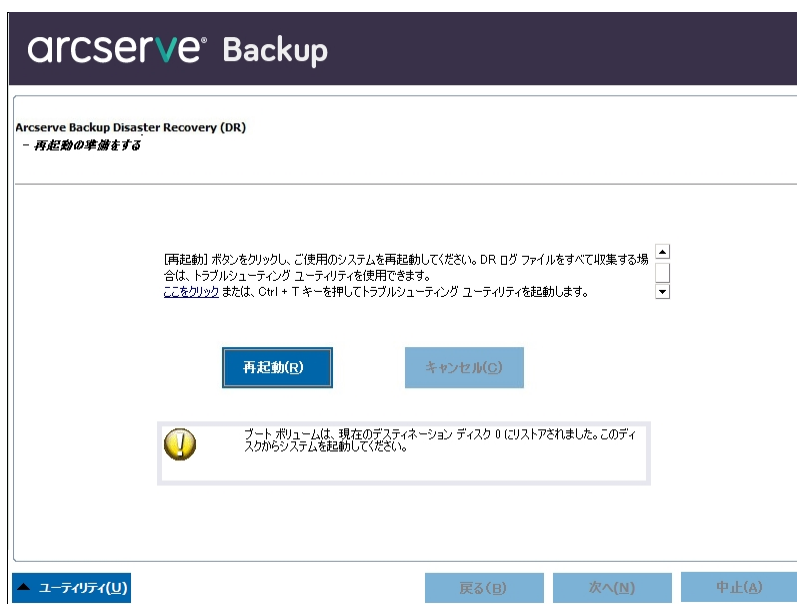 arcserve® Backup
Arcserve Backup Disaster Recovery (DR)
- 再起動の準備をする
[再起動] ボタンをクリックし、ご使用のシステムを再起動してください。DR ログ ファイルをすべて収集する場
合は、トラブルシューティング ユーティリティを使用できます。
ここをクリック または、Ctrl + T キーを押してトラブルシューティング ユーティリティを起動します。
再起動(R)
キャンセル(C)
ブート ボリュームは、現在のデスティネーション ディスク 0 にリストアされました。このディ
スクからシステムを起動してください。
ユーティリティ(U)
戻る(B)
次へ(N)
中止(A)